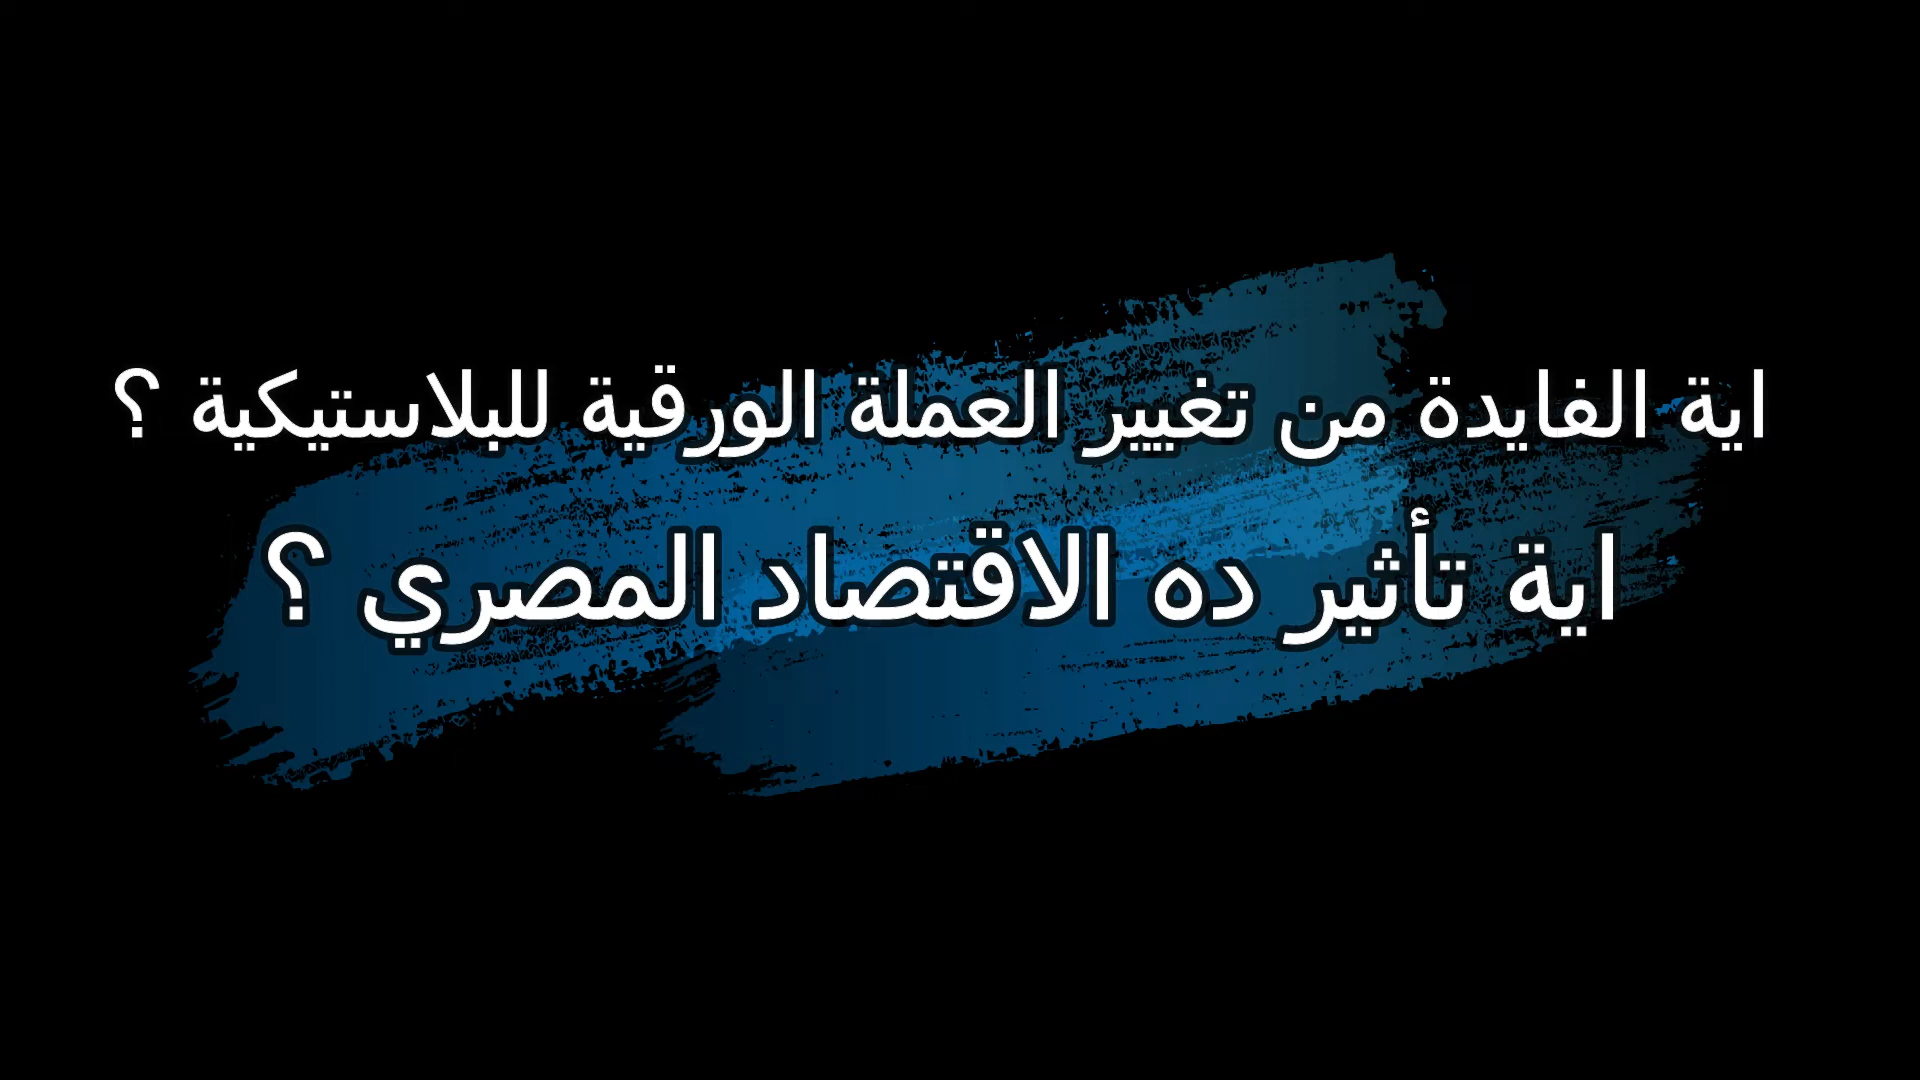 اية الفايدة من تغيير العملة الورقية للبلاستيكية ؟
اية تأثير ده الاقتصاد المصري ؟